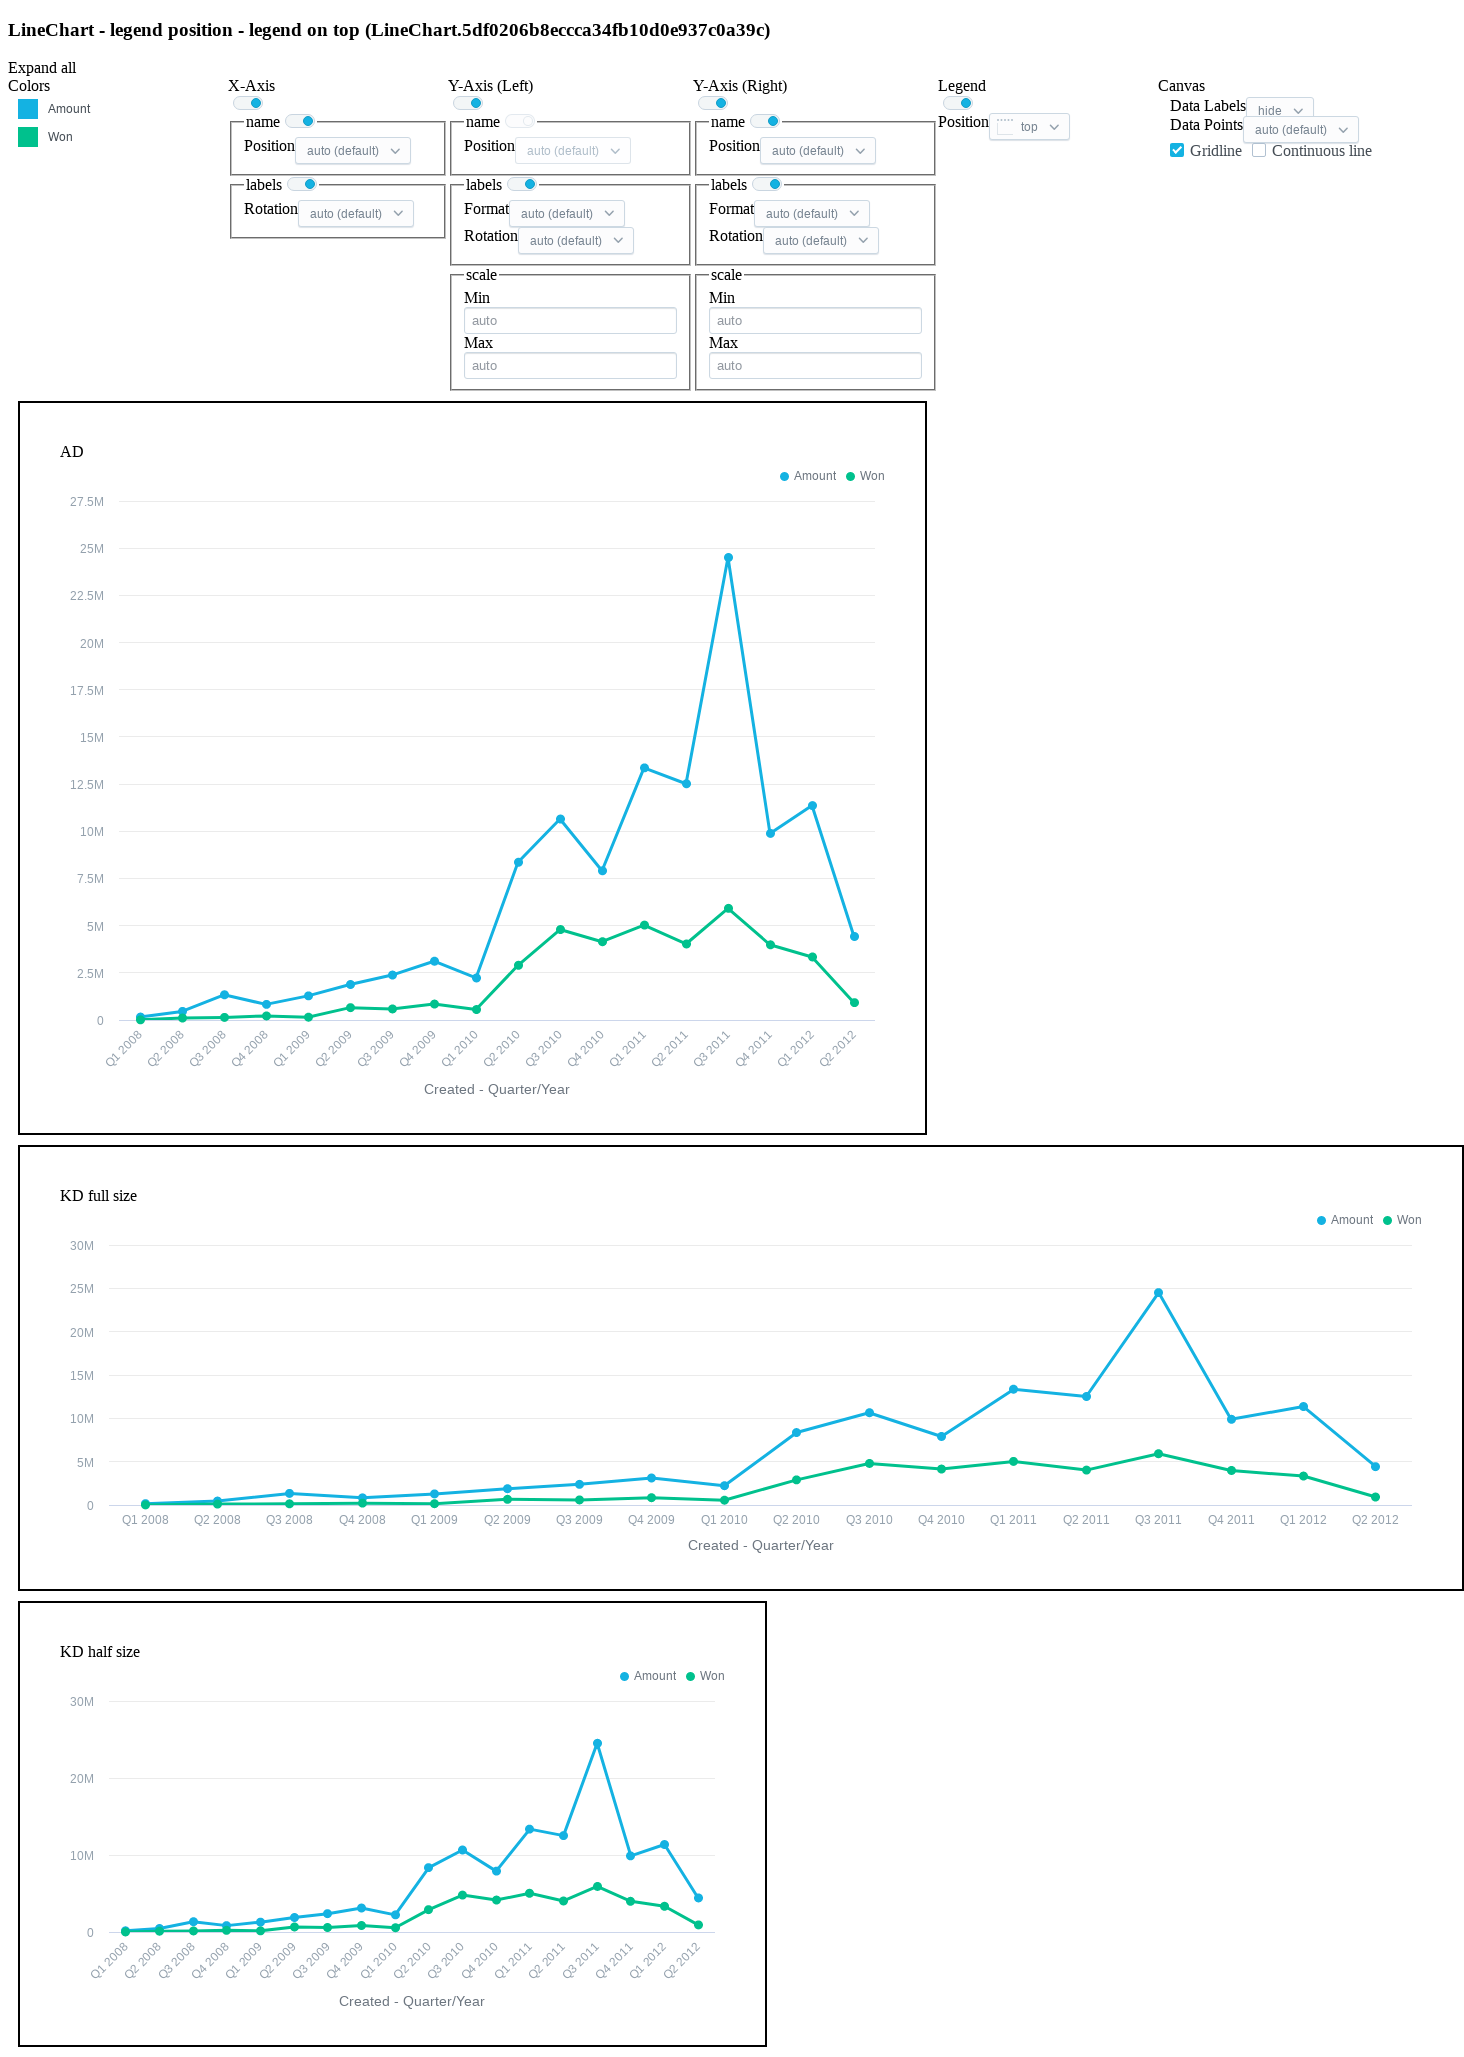 LineChart - legend position - legend on top (LineChart.5df0206b8eccca34fb10d0e937c0a39c)
Expand all
Colors
Amount
Won
X-Axis
name
Position auto (default)
labels
Rotation auto (default)
Y-Axis (Left)
name
Position auto (default)
labels
Format auto (default)
Rotation auto (default)
scale
Min
auto
Max
auto
Y-Axis (Right)
name
Position auto (default)
labels
Format auto (default)
Rotation auto (default)
scale
Min
auto
Max
auto
Legend
Position top
Canvas
Data Labels hide
Data Points auto (default)
Gridline Continuous line
AD
Amount Won
27.5M
25M
22.5M
20M
17.5M
15M
12.5M
10M
7.5M
5M
2.5M
0
Q1 2008 Q2 2008 Q3 2008 Q4 2008 Q1 2009 Q2 2009 Q3 2009 Q4 2009 Q1 2010 Q2 2010 Q3 2010 Q4 2010 Q1 2011 Q2 2011 Q3 2011 Q4 2011 Q1 2012 Q2 2012
Created - Quarter/Year
KD full size
Amount Won
30M
25M
20M
15M
10M
5M
0
Q1 2008 Q2 2008 Q3 2008 Q4 2008 Q1 2009 Q2 2009 Q3 2009 Q4 2009 Q1 2010 Q2 2010 Q3 2010 Q4 2010 Q1 2011 Q2 2011 Q3 2011 Q4 2011 Q1 2012 Q2 2012
Created - Quarter/Year
KD half size
Amount Won
30M
20M
10M
0
Q1 2008 Q2 2008 Q3 2008 Q4 2008 Q1 2009 Q2 2009 Q3 2009 Q4 2009 Q1 2010 Q2 2010 Q3 2010 Q4 2010 Q1 2011 Q2 2011 Q3 2011 Q4 2011 Q1 2012 Q2 2012
Created - Quarter/Year